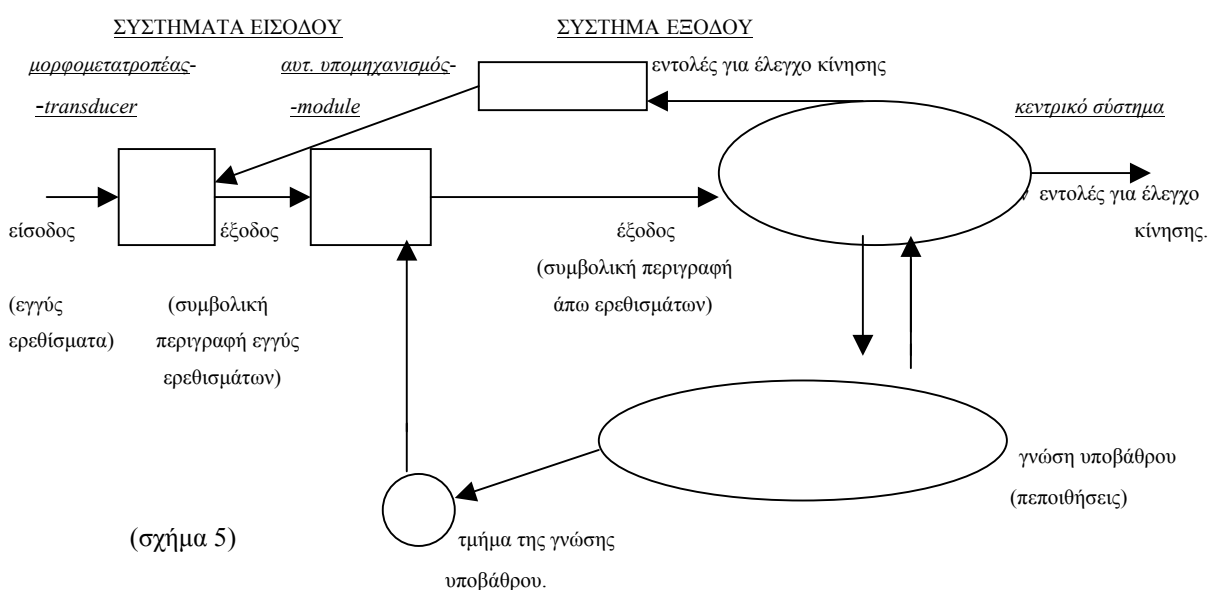 ΣΥΣΤΗΜΑΤΑ ΕΙΣΟΔΟΥ
ΣΥΣΤΗΜΑ ΕΞΟΔΟΥ
μορφομετατροπέας-
-transducer
αυτ. υπομηχανισμός-
-module
εντολές για έλεγχο κίνησης
κεντρικό σύστημα
είσοδος
έξοδος
έξοδος
εντολές για έλεγχο
κίνησης.
(συμβολική περιγραφή
άπω ερεθισμάτων)
(εγγύς
ερεθίσματα)
(συμβολική
περιγραφή εγγύς
ερεθισμάτων)
γνώση υποβάθρου
(πεποιθήσεις)
(σχήμα 5)
τμήμα της γνώσης
υποβάθρου.